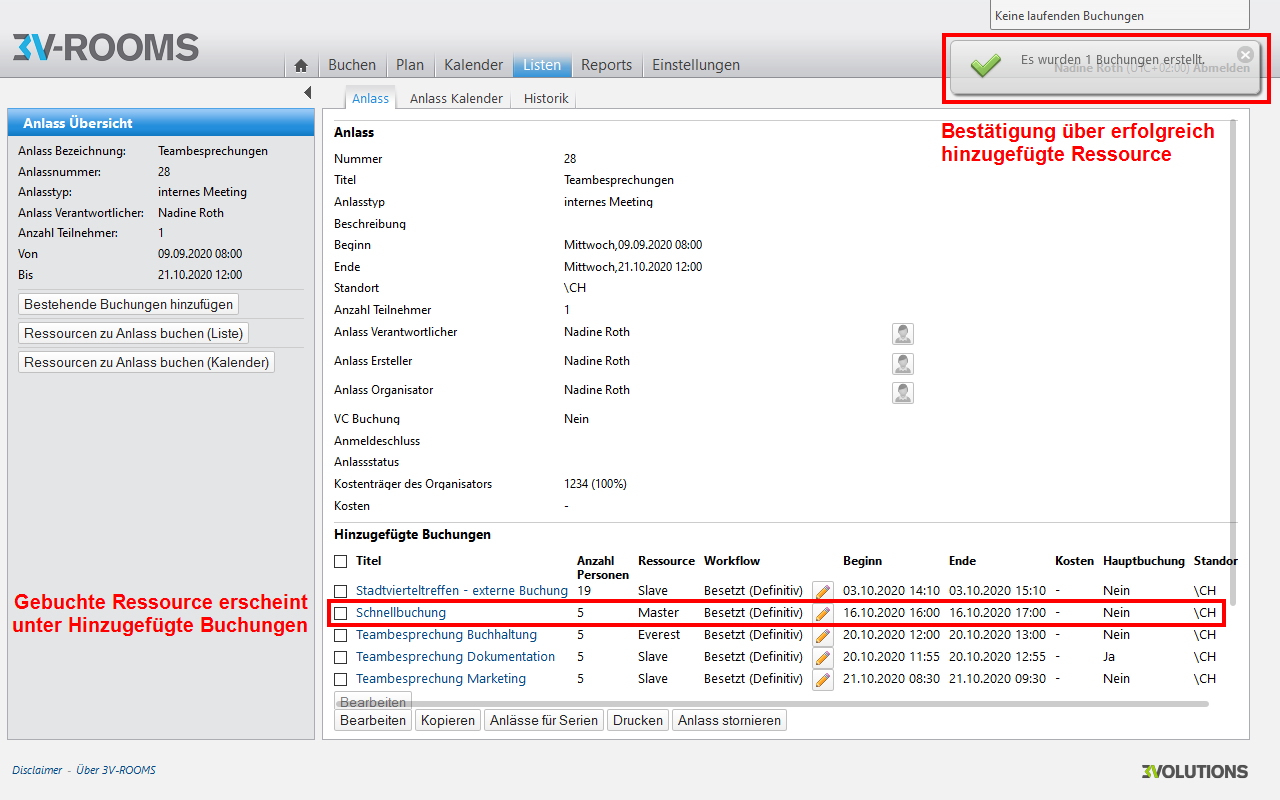 Keine laufenden Buchungen
3V-ROOMS
Buchen Plan Kalender Listen Reports Einstellungen
Es wurden 1 Buchungen erstellt.
Nadine Roth (UTC+02:00) Abmelden
Anlass Anlass Kalender Historik
Bestätigung über erfolgreich
hinzugefügte Ressource
Anlass Übersicht
Anlass Bezeichnung: Teambesprechungen
Anlassnummer: 28
Anlasstyp: internes Meeting
Anlass Verantwortlicher: Nadine Roth
Anzahl Teilnehmer: 1
Von 09.09.2020 08:00
Bis 21.10.2020 12:00
Bestehende Buchungen hinzufügen
Ressourcen zu Anlass buchen (Liste)
Ressourcen zu Anlass buchen (Kalender)
Gebuchte Ressource erscheint
unter Hinzugefügte Buchungen
Anlass
Nummer 28
Titel Teambesprechungen
Anlasstyp internes Meeting
Beschreibung
Beginn Mittwoch,09.09.2020 08:00
Ende Mittwoch,21.10.2020 12:00
Standort \CH
Anzahl Teilnehmer 1
Anlass Verantwortlicher Nadine Roth
Anlass Ersteller Nadine Roth
Anlass Organisator Nadine Roth
VC Buchung Nein
Anmeldeschluss
Anlassstatus
Kostenträger des Organisators 1234 (100%)
Kosten -
Hinzugefügte Buchungen
Titel Anzahl Personen Ressource Workflow Beginn Ende Kosten Hauptbuchung Standor
Stadtvierteltreffen - externe Buchung 19 Slave Besetzt (Definitiv) 03.10.2020 14:10 03.10.2020 15:10 - Nein \CH
Schnellbuchung 5 Master Besetzt (Definitiv) 16.10.2020 16:00 16.10.2020 17:00 - Nein \CH
Teambesprechung Buchhaltung 5 Everest Besetzt (Definitiv) 20.10.2020 12:00 20.10.2020 13:00 - Nein \CH
Teambesprechung Dokumentation 5 Slave Besetzt (Definitiv) 20.10.2020 11:55 20.10.2020 12:55 - Ja \CH
Teambesprechung Marketing 5 Slave Besetzt (Definitiv) 21.10.2020 08:30 21.10.2020 09:30 - Nein \CH
Bearbeiten
Bearbeiten Kopieren Anlässe für Serien Drucken Anlass stornieren
Disclaimer - Über 3V-ROOMS
3VOLUTIONS